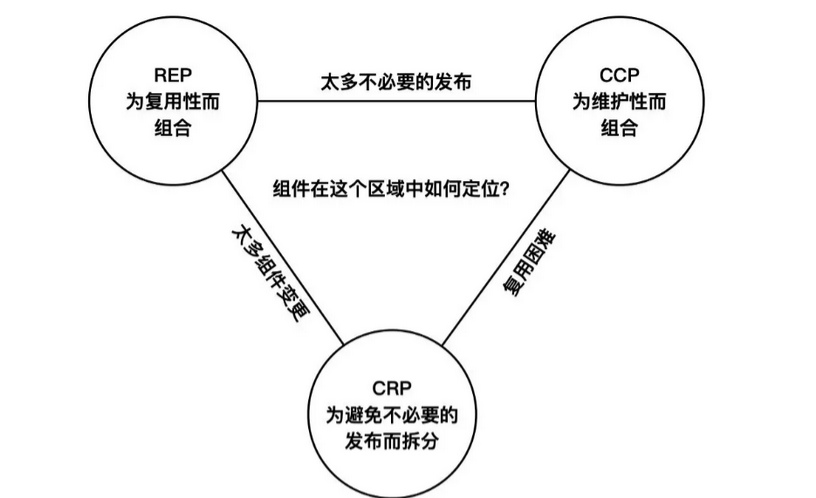 REP
为复用性而
组合
太多不必要的发布
CCP
为维护性而
组合
组件在这个区域中如何定位？
太多组件变更
复用困难
CRP
为避免不必要的
发布而拆分